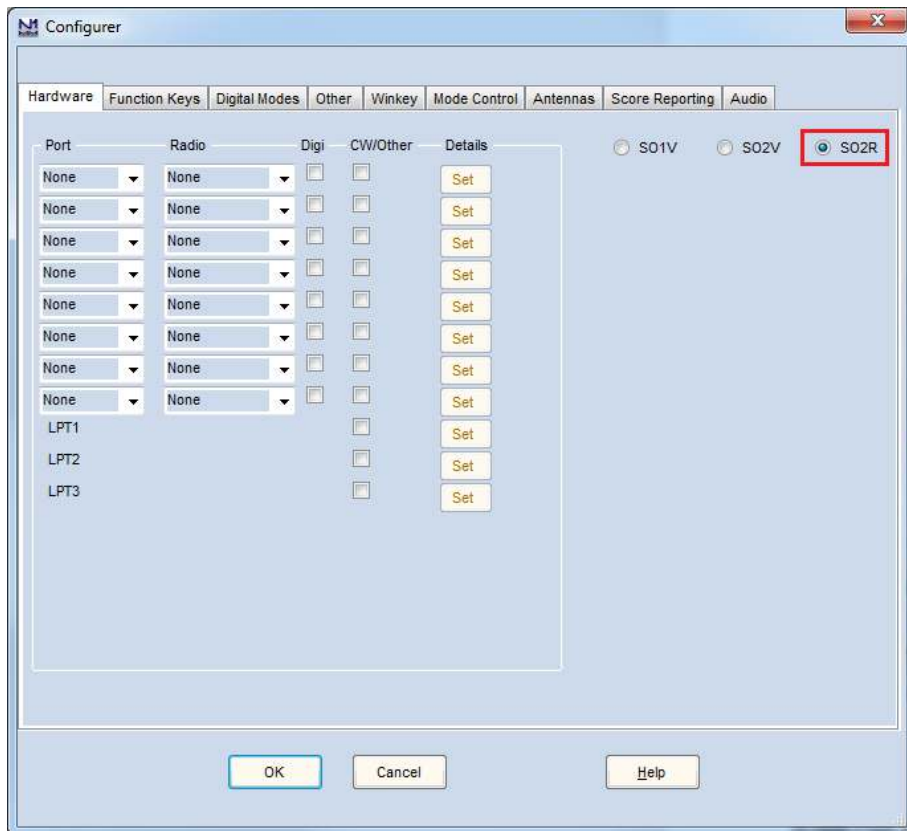 N1 Configurer X
Hardware Function Keys Digital Modes Other Winkey Mode Control Antennas Score Reporting Audio
Port Radio Digi CW/Other Details SO1V SO2V SO2R
None None Set
None None Set
None None Set
None None Set
None None Set
None None Set
None None Set
None None Set
LPT1 Set
LPT2 Set
LPT3 Set
OK Cancel Help